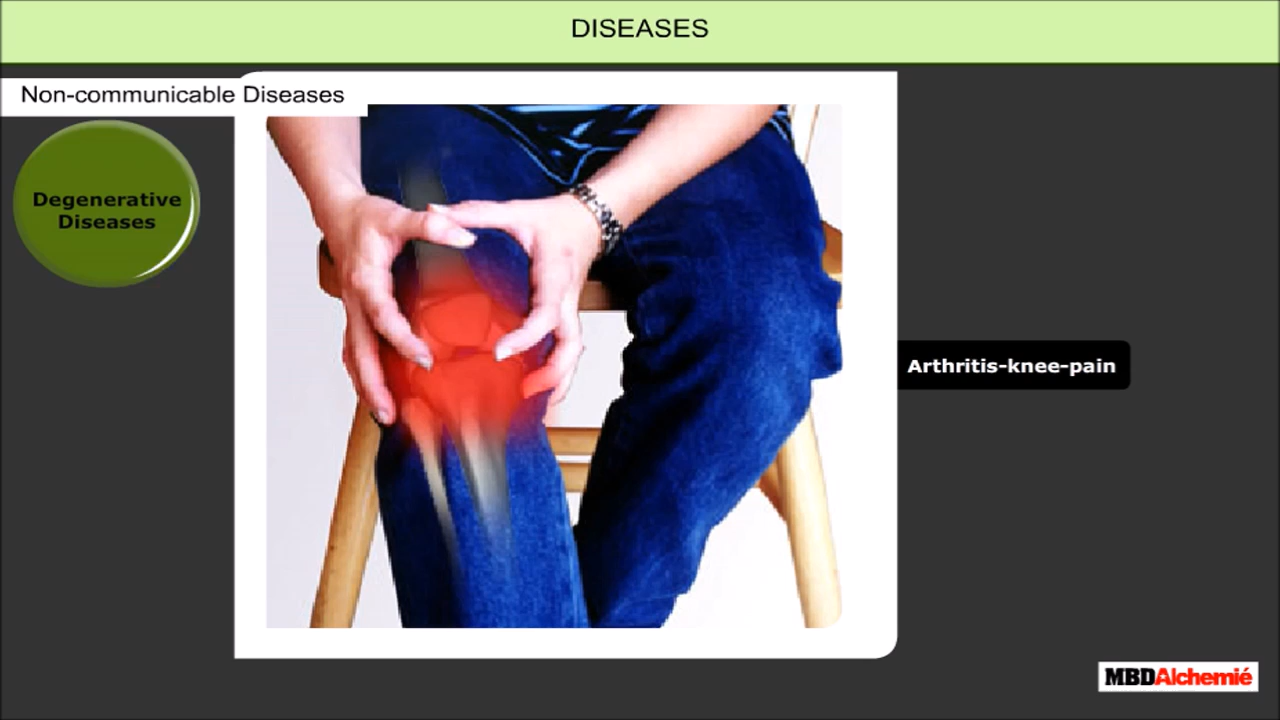 DISEASES
Non-communicable Diseases
Degenerative
Diseases
Arthritis-knee-pain
MBDAlchemié